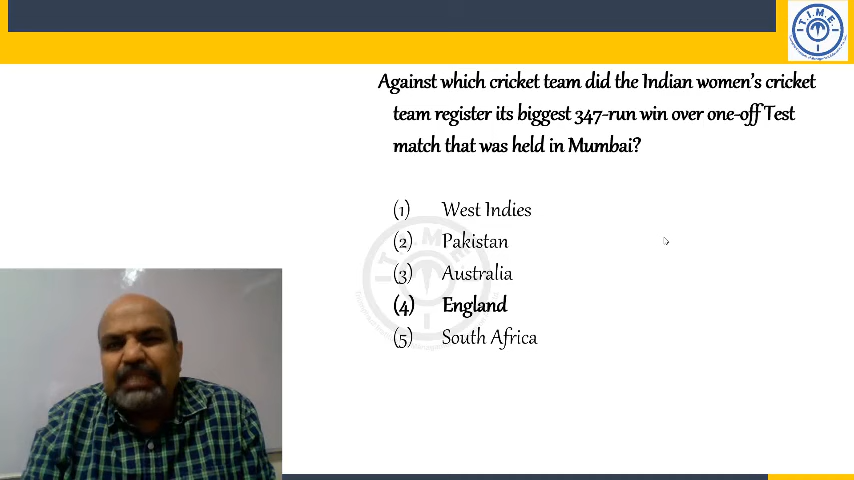 T.I.M.E.
Against which cricket team did the Indian women's cricket
team register its biggest 347-run win over one-off Test
match that was held in Mumbai?
(1) West Indies
(2) Pakistan
(3) Australia
(4) England
(5) South Africa